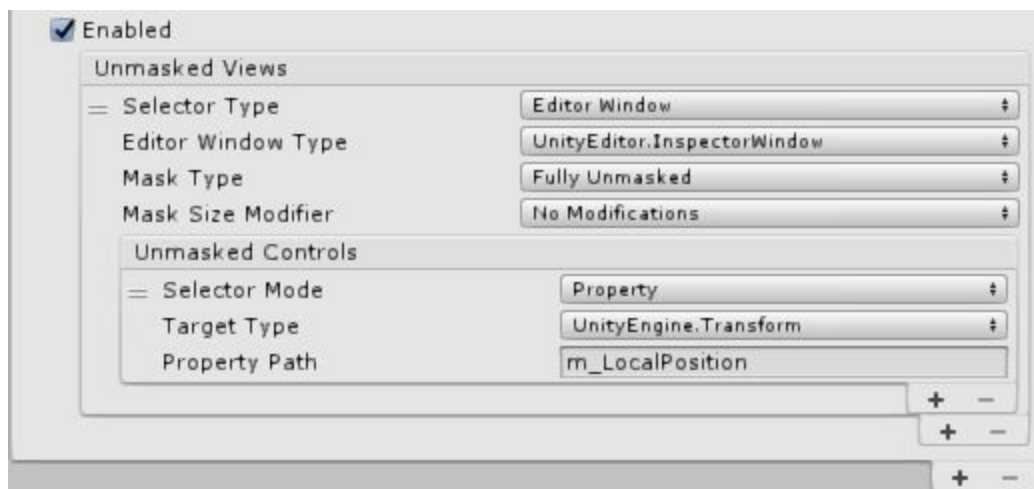 Enabled
Unmasked Views
Selector Type Editor Window
Editor Window Type UnityEditor.InspectorWindow
Mask Type Fully Unmasked
Mask Size Modifier No Modifications
Unmasked Controls
Selector Mode Property
Target Type UnityEngine.Transform
Property Path m_LocalPosition